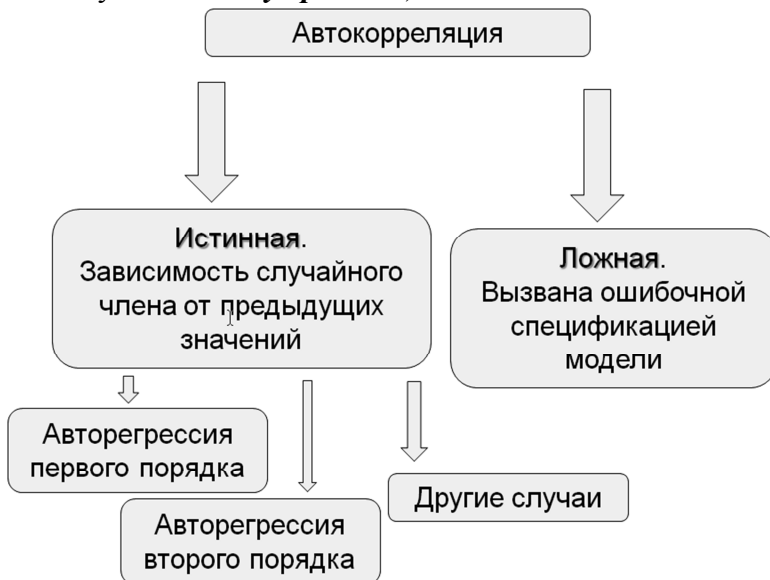 Автокорреляция
Истинная.
Зависимость случайного
члена от предыдущих
значений
Ложная.
Вызвана ошибочной
спецификацией
модели
Авторегрессия
первого порядка
Авторегрессия
второго порядка
Другие случаи